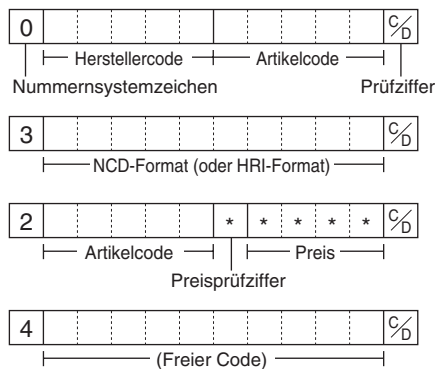 0 C/D
Herstellercode Artikelcode
Nummernsystemzeichen Prüfziffer
3 C/D
NCD-Format (oder HRI-Format)
2 * * * * * C/D
Artikelcode Preis
Preisprüfziffer
4 C/D
(Freier Code)